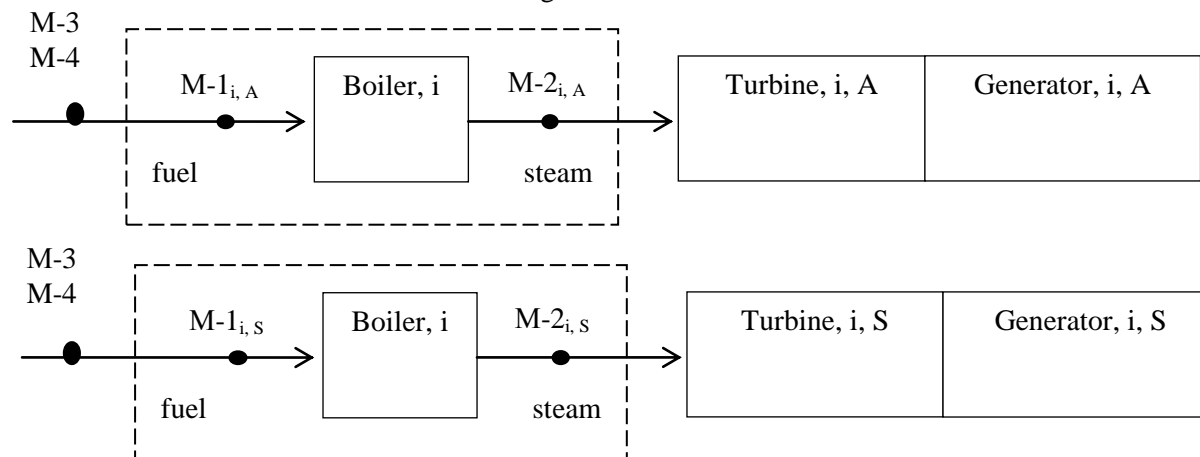 M-3
M-4
M-1i, A
Boiler, i
M-2i, A
Turbine, i, A
Generator, i, A
fuel
steam
M-3
M-4
M-1i, S
Boiler, i
M-2i, S
Turbine, i, S
Generator, i, S
fuel
steam